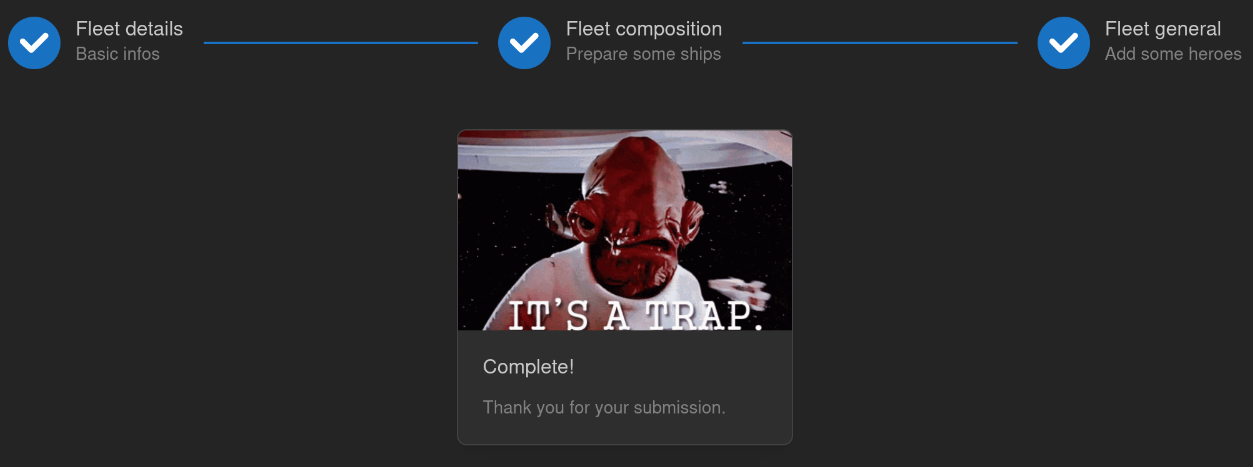 Fleet details
Basic infos
Fleet composition
Prepare some ships
Fleet general
Add some heroes
IT'S A TRAP.
Complete!
Thank you for your submission.